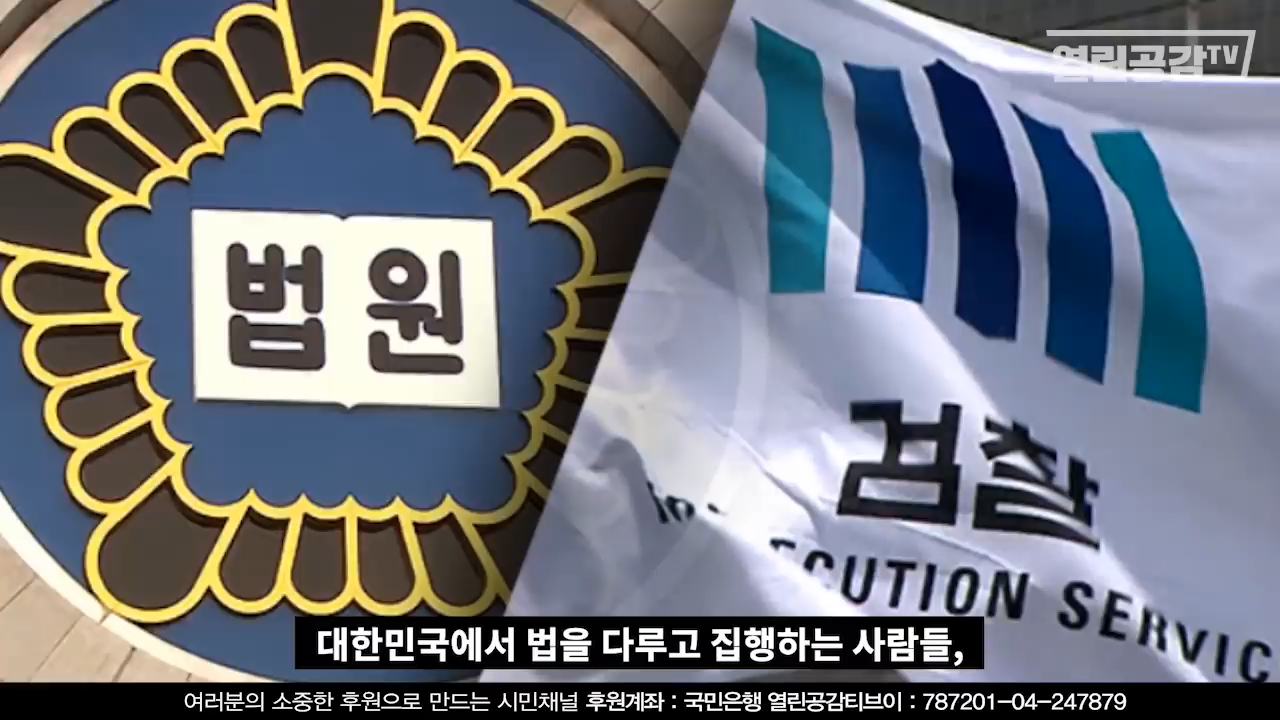 열린공감TV
법원
검찰
CUTION SERVIC
대한민국에서 법을 다루고 집행하는 사람들,
여러분의 소중한 후원으로 만드는 시민채널 후원계좌 : 국민은행 열린공감티브이 : 787201-04-247879